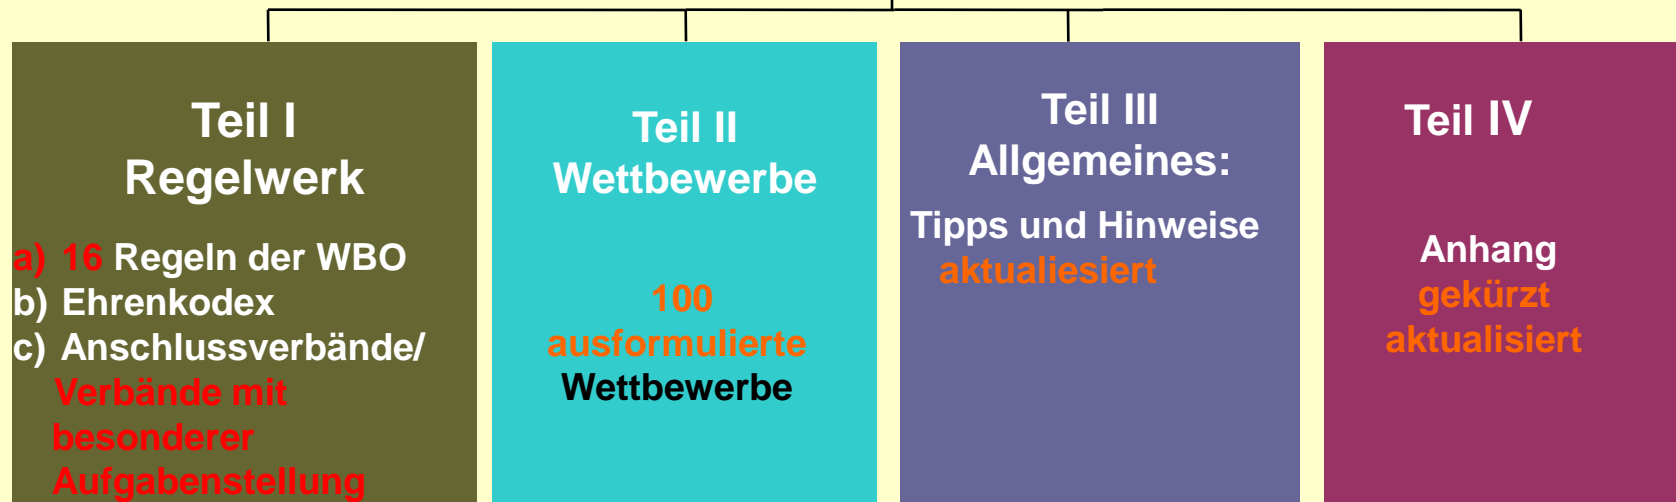 Teil I
Regelwerk
a) 16 Regeln der WBO
b) Ehrenkodex
c) Anschlussverbände/
Verbände mit
besonderer
Aufgabenstellung
Teil II
Wettbewerbe
100
ausformulierte
Wettbewerbe
Teil III
Allgemeines:
Tipps und Hinweise
aktualiesiert
Teil IV
Anhang
gekürzt
aktualisiert